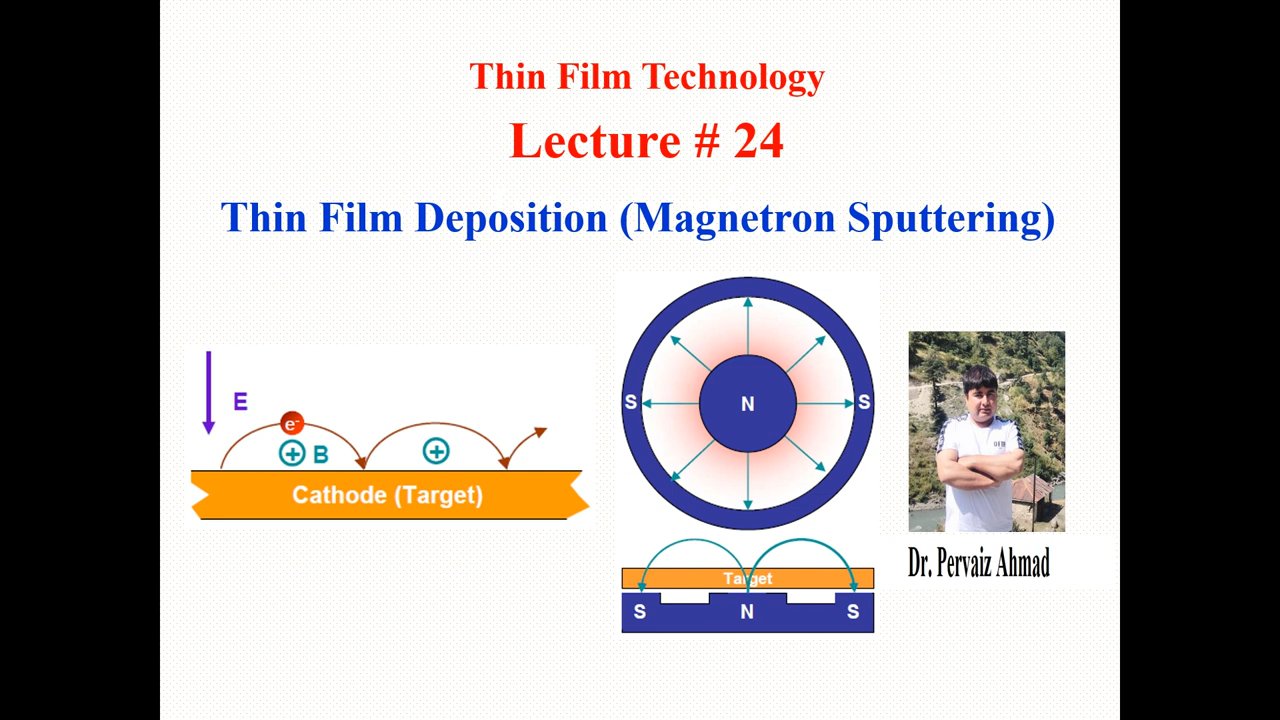 Thin Film Technology
Lecture # 24
Thin Film Deposition (Magnetron Sputtering)
E
e-
B
Cathode (Target)
S
N
S
Target
S
N
S
Dr. Pervaiz Ahmad